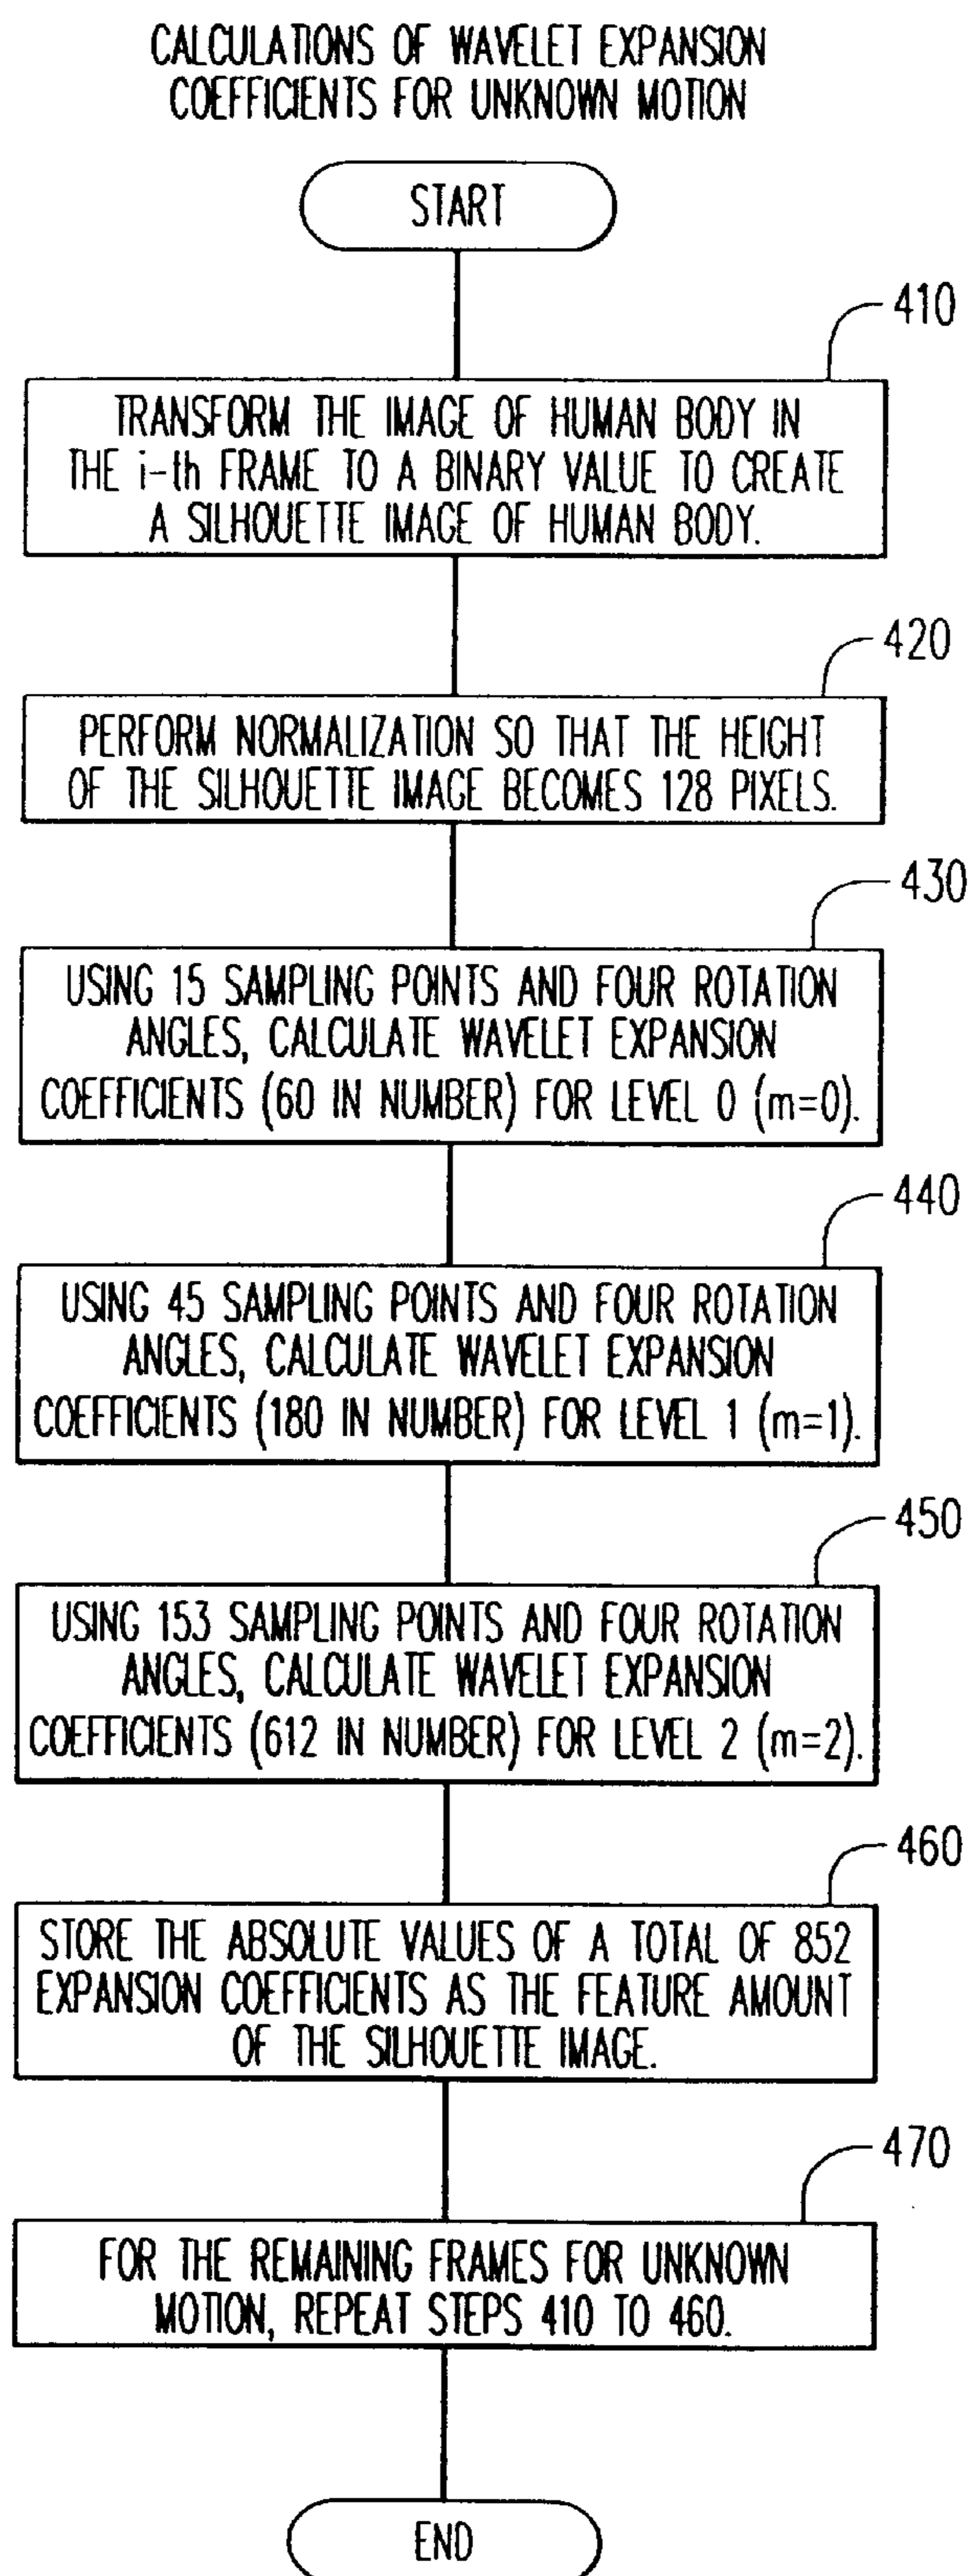 CALCULATIONS OF WAVELET EXPANSION
COEFFICIENTS FOR UNKNOWN MOTION
START
410
TRANSFORM THE IMAGE OF HUMAN BODY IN
THE i-th FRAME TO A BINARY VALUE TO CREATE
A SILHOUETTE IMAGE OF HUMAN BODY.
420
PERFORM NORMALIZATION SO THAT THE HEIGHT
OF THE SILHOUETTE IMAGE BECOMES 128 PIXELS.
430
USING 15 SAMPLING POINTS AND FOUR ROTATION
ANGLES, CALCULATE WAVELET EXPANSION
COEFFICIENTS (60 IN NUMBER) FOR LEVEL 0 (m=0).
440
USING 45 SAMPLING POINTS AND FOUR ROTATION
ANGLES, CALCULATE WAVELET EXPANSION
COEFFICIENTS (180 IN NUMBER) FOR LEVEL 1 (m=1).
450
USING 153 SAMPLING POINTS AND FOUR ROTATION
ANGLES, CALCULATE WAVELET EXPANSION
COEFFICIENTS (612 IN NUMBER) FOR LEVEL 2 (m=2).
460
STORE THE ABSOLUTE VALUES OF A TOTAL OF 852
EXPANSION COEFFICIENTS AS THE FEATURE AMOUNT
OF THE SILHOUETTE IMAGE.
470
FOR THE REMAINING FRAMES FOR UNKNOWN
MOTION, REPEAT STEPS 410 TO 460.
END